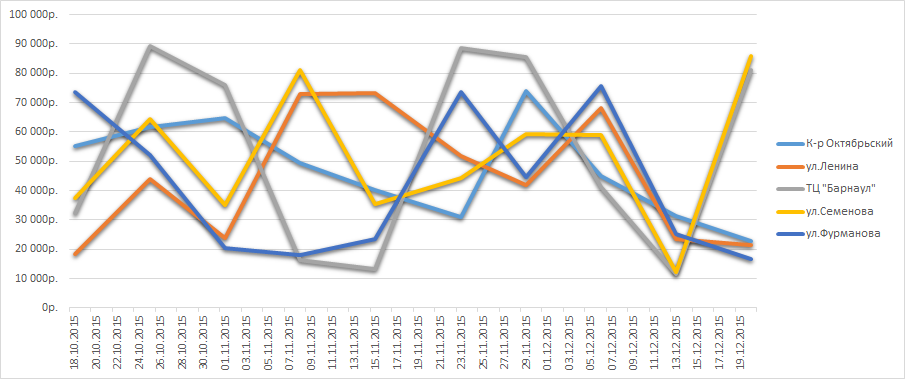 100 000р.
90 000р.
80 000р.
70 000р.
60 000р.
50 000р.
40 000р.
30 000р.
20 000р.
10 000р.
0р.
18.10.2015
20.10.2015
22.10.2015
24.10.2015
26.10.2015
28.10.2015
30.10.2015
01.11.2015
03.11.2015
05.11.2015
07.11.2015
09.11.2015
11.11.2015
13.11.2015
15.11.2015
17.11.2015
19.11.2015
21.11.2015
23.11.2015
25.11.2015
27.11.2015
29.11.2015
01.12.2015
03.12.2015
05.12.2015
07.12.2015
09.12.2015
11.12.2015
13.12.2015
15.12.2015
17.12.2015
19.12.2015
К-р Октябрьский
ул.Ленина
ТЦ "Барнаул"
ул.Семенова
ул.Фурманова